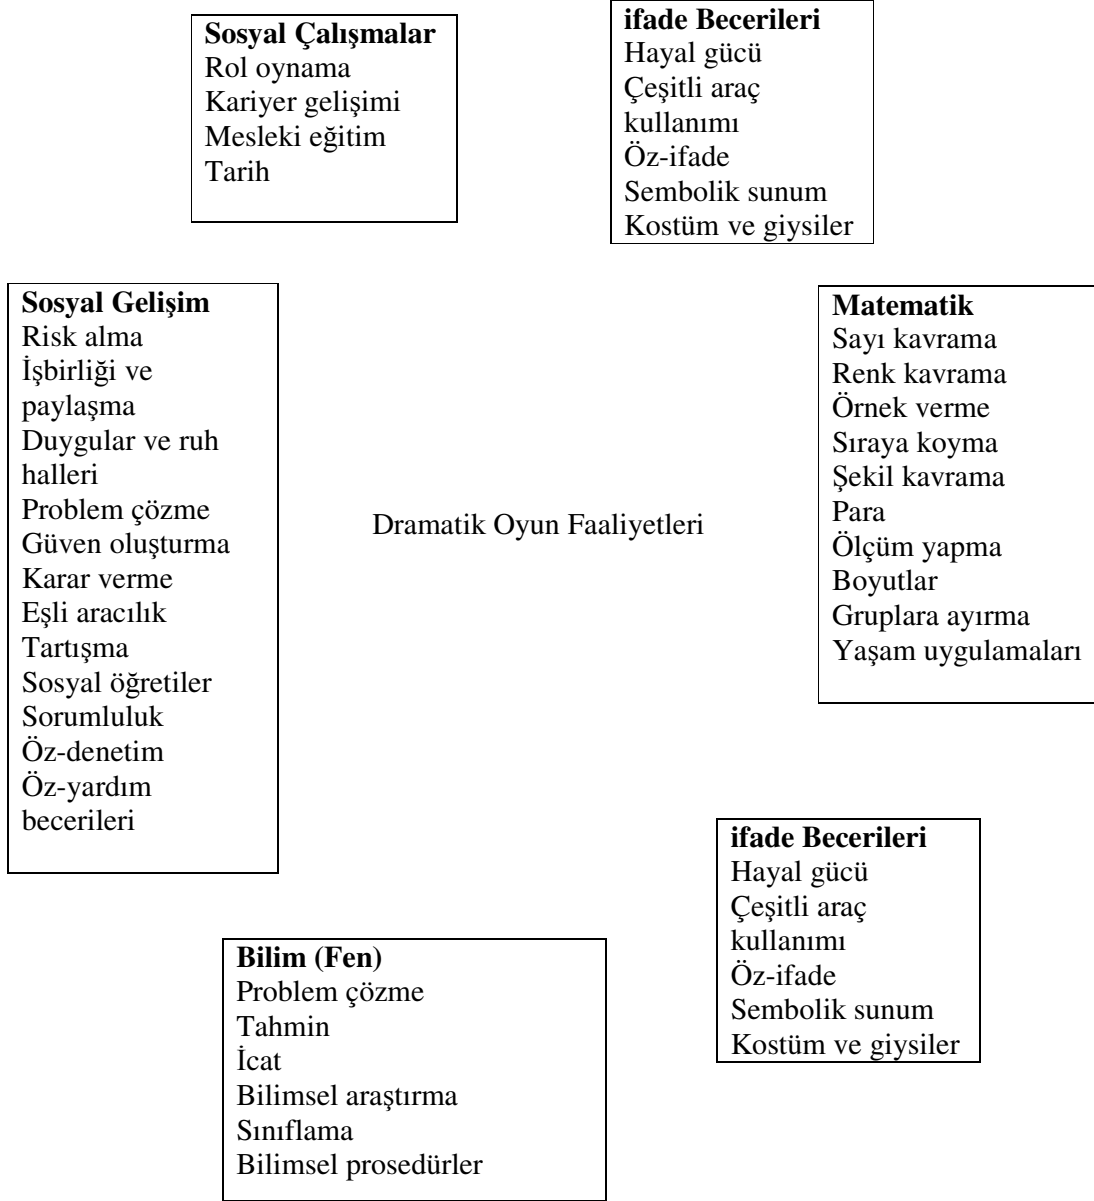 Sosyal Çalışmalar
Rol oynama
Kariyer gelişimi
Mesleki eğitim
Tarih
ifade Becerileri
Hayal gücü
Çeşitli araç
kullanımı
Öz-ifade
Sembolik sunum
Kostüm ve giysiler
Sosyal Gelişim
Risk alma
İşbirliği ve
paylaşma
Duygular ve ruh
halleri
Problem çözme
Güven oluşturma
Karar verme
Eşli aracılık
Tartışma
Sosyal öğretiler
Sorumluluk
Öz-denetim
Öz-yardım
becerileri
Dramatik Oyun Faaliyetleri
Matematik
Sayı kavrama
Renk kavrama
Örnek verme
Sıraya koyma
Şekil kavrama
Para
Ölçüm yapma
Boyutlar
Gruplara ayırma
Yaşam uygulamaları
ifade Becerileri
Hayal gücü
Çeşitli araç
kullanımı
Öz-ifade
Sembolik sunum
Kostüm ve giysiler
Bilim (Fen)
Problem çözme
Tahmin
İcat
Bilimsel araştırma
Sınıflama
Bilimsel prosedürler